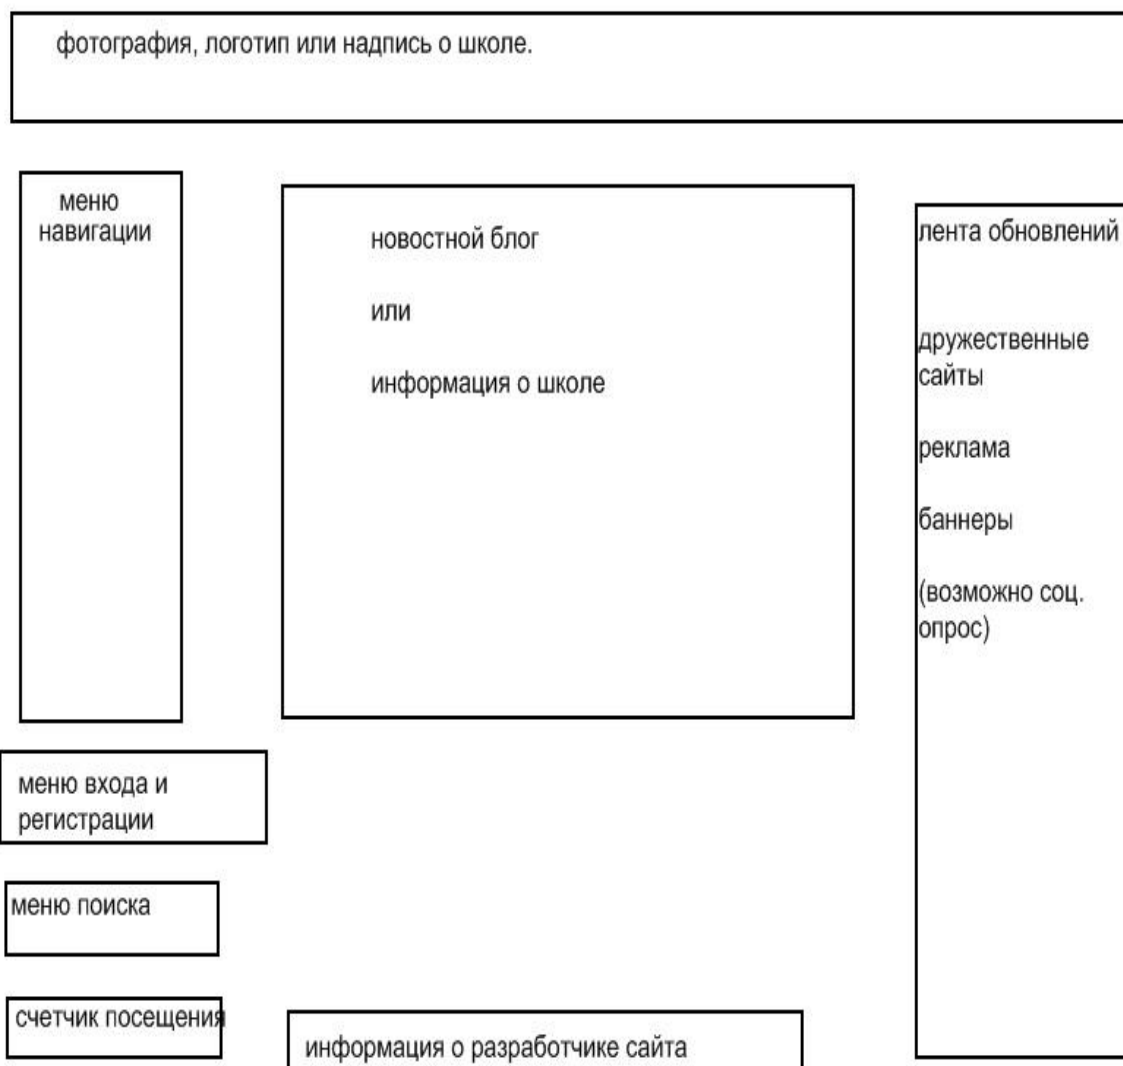 фотография, логотип или надпись о школе.
меню
навигации
новостной блог
или
информация о школе
лента обновлений
дружественные
сайты
реклама
баннеры
(возможно соц.
опрос)
меню входа и
регистрации
меню поиска
счетчик посещения
информация о разработчике сайта